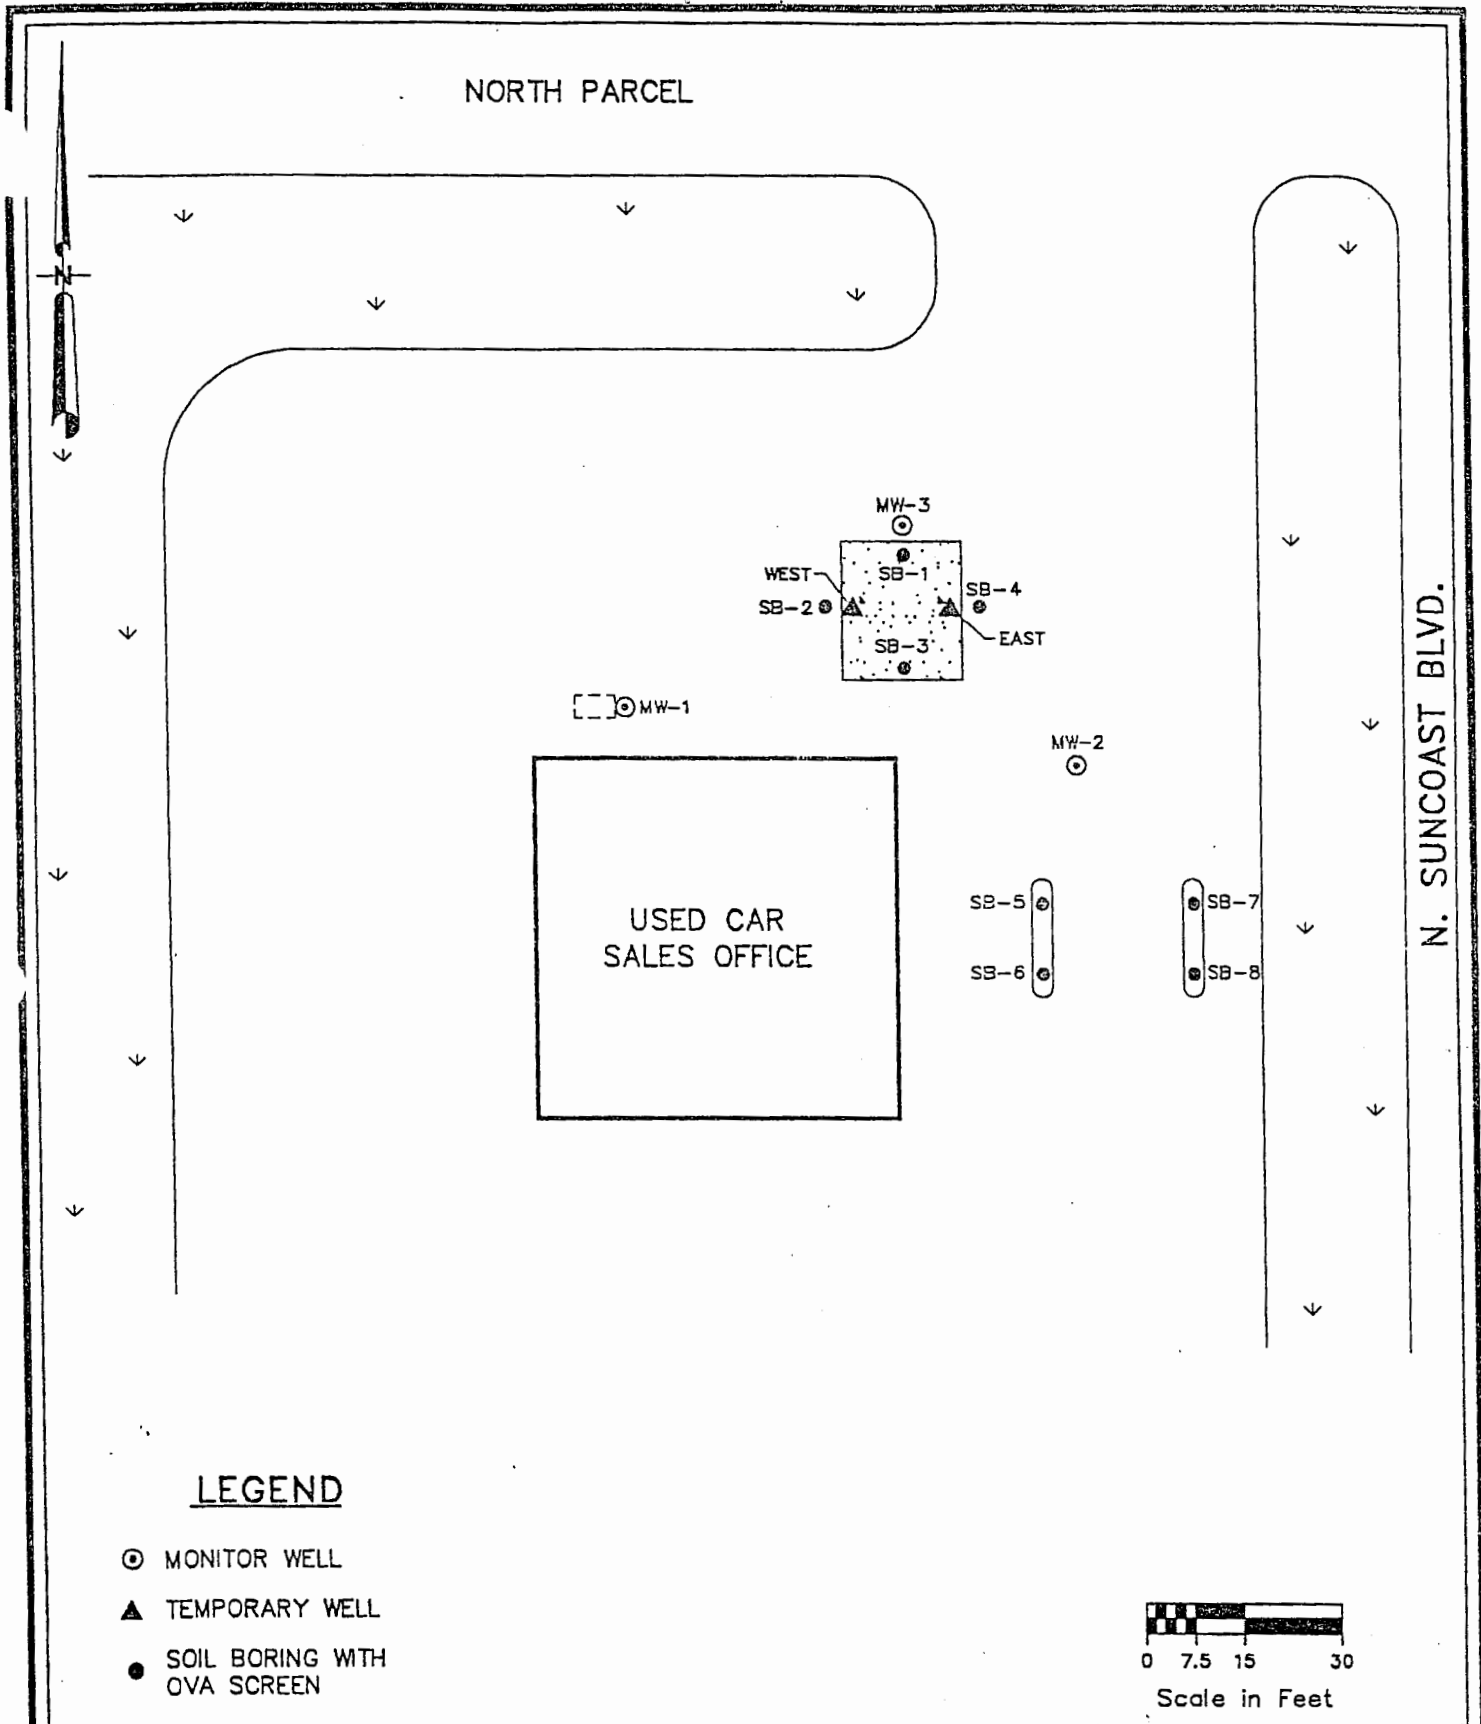 NORTH PARCEL
N
MW-3
WEST
SB-1
SB-4
SB-2
EAST
SB-3
MW-1
MW-2
N. SUNCOAST BLVD.
USED CAR
SALES OFFICE
SB-5
SB-7
SB-6
SB-8
LEGEND
MONITOR WELL
TEMPORARY WELL
SOIL BORING WITH
OVA SCREEN
0 7.5 15 30
Scale in Feet